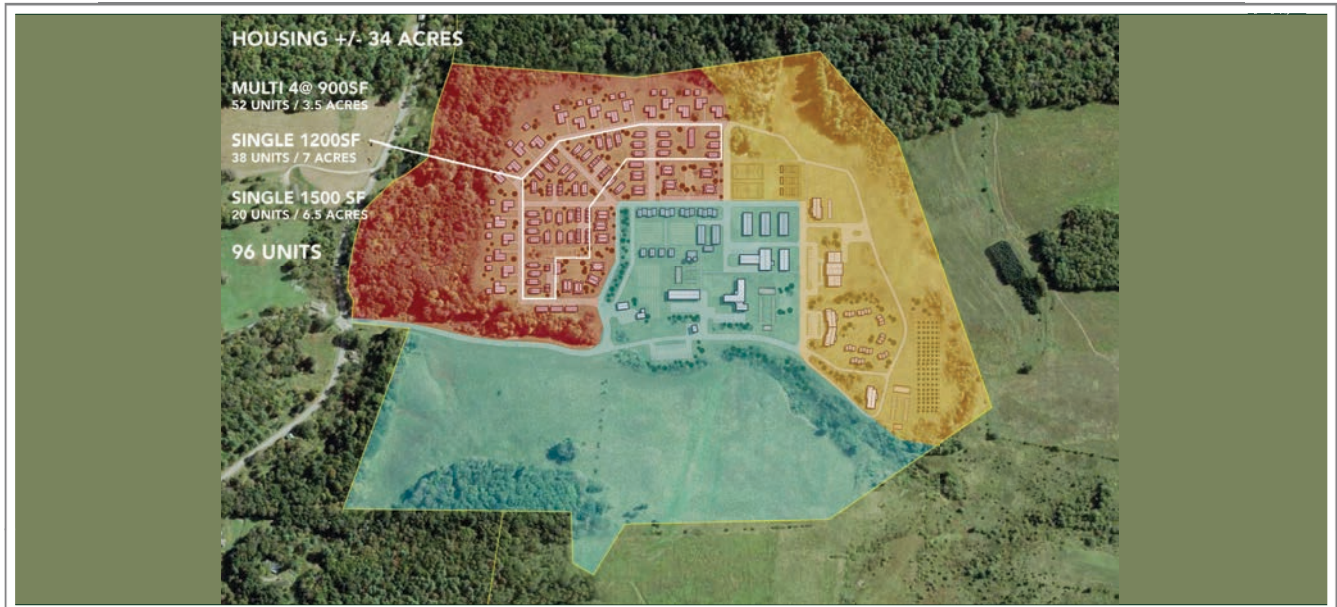 HOUSING +/- 34 ACRES
MULTI 4@ 900SF
52 UNITS / 3.5 ACRES
SINGLE 1200SF
38 UNITS / 7 ACRES
SINGLE 1500 SF
20 UNITS / 6.5 ACRES
96 UNITS